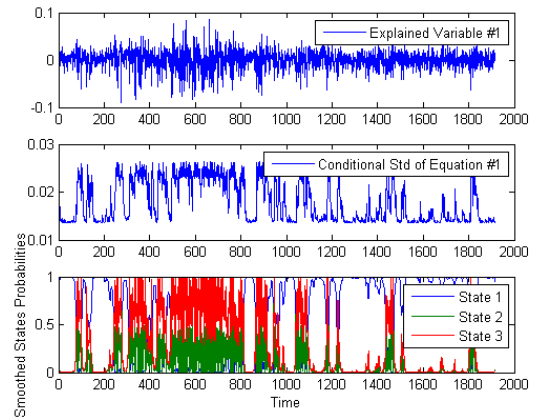 0.1
0
-0.1
Explained Variable #1
0 200 400 600 800 1000 1200 1400 1600 1800 2000
0.03
0.02
0.01
Conditional Std of Equation #1
0 200 400 600 800 1000 1200 1400 1600 1800 2000
Smoothed States Probabilities
1
0.5
0
State 1
State 2
State 3
0 200 400 600 800 1000 1200 1400 1600 1800 2000
Time